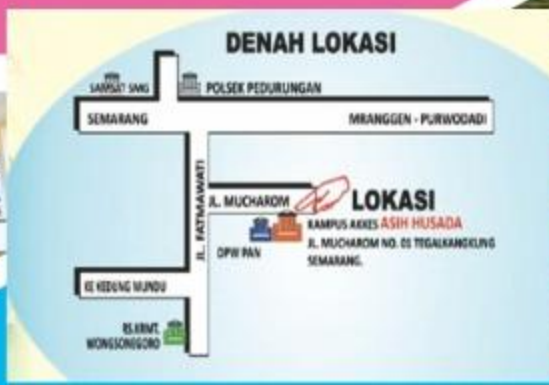 DENAH LOKASI
SAMSAT SMG
POLSEK PEDURUNGAN
SEMARANG
MRANGGEN - PURWODADI
JL. FATMAWATI
JL. MUCHAROM
LOKASI
KAMPUS AKKES ASIH HUSADA
JL. MUCHAROM NO. 01 TEGALKANGKUNG
SEMARANG.
DPW PAN
KE KEDUNG MUNDU
RS.KRMT.
WONGSONEGORO